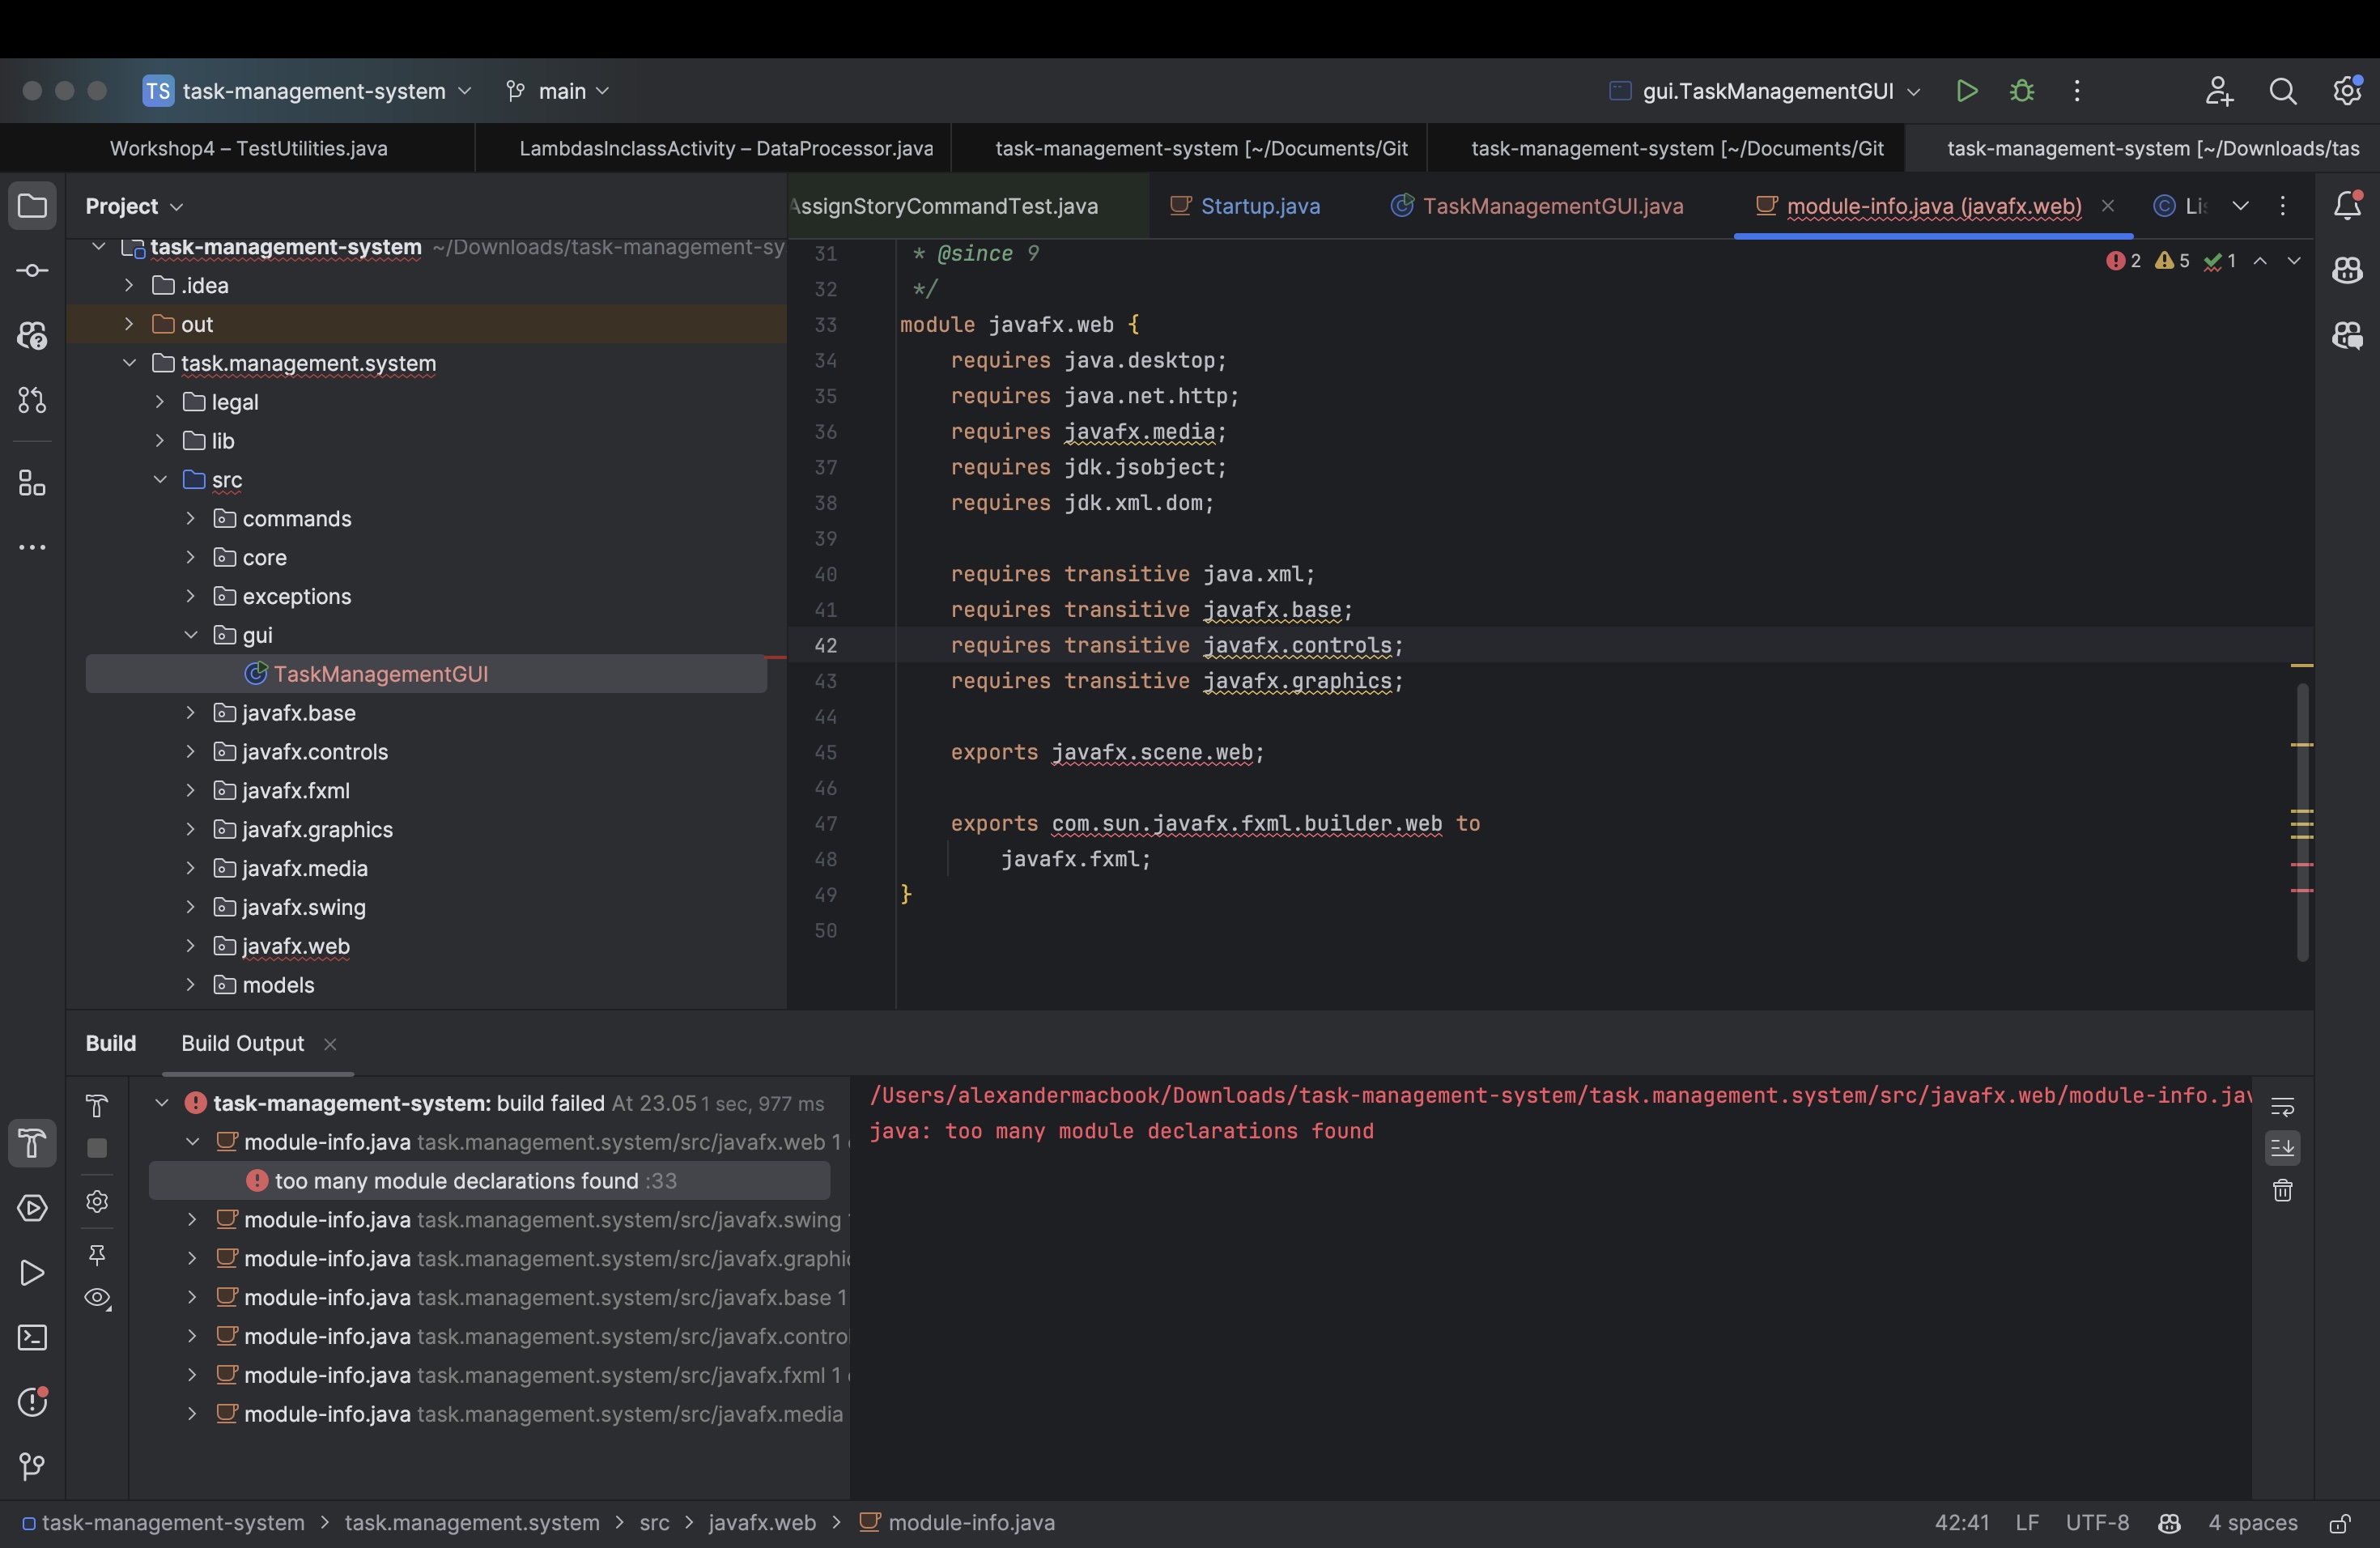 TS task-management-system main gui.TaskManagementGUI
Workshop4 – TestUtilities.java LambdasInclassActivity – DataProcessor.java task-management-system [~/Documents/Git task-management-system [~/Documents/Git task-management-system [~/Downloads/tas
Project
AssignStoryCommandTest.java Startup.java TaskManagementGUI.java module-info.java (javafx.web) Li
task-management-system ~/Downloads/task-management-sy
.idea
out
task.management.system
legal
lib
src
commands
core
exceptions
gui
TaskManagementGUI
javafx.base
javafx.controls
javafx.fxml
javafx.graphics
javafx.media
javafx.swing
javafx.web
models
2 5 1
31 * @since 9
32 */
33 module javafx.web {
34 requires java.desktop;
35 requires java.net.http;
36 requires javafx.media;
37 requires jdk.jsobject;
38 requires jdk.xml.dom;
39
40 requires transitive java.xml;
41 requires transitive javafx.base;
42 requires transitive javafx.controls;
43 requires transitive javafx.graphics;
44
45 exports javafx.scene.web;
46
47 exports com.sun.javafx.fxml.builder.web to
48 javafx.fxml;
49 }
50
Build Build Output
task-management-system: build failed At 23.05 1 sec, 977 ms
module-info.java task.management.system/src/javafx.web 1
too many module declarations found :33
module-info.java task.management.system/src/javafx.swing
module-info.java task.management.system/src/javafx.graphic
module-info.java task.management.system/src/javafx.base 1
module-info.java task.management.system/src/javafx.contro
module-info.java task.management.system/src/javafx.fxml 1
module-info.java task.management.system/src/javafx.media
/Users/alexandermacbook/Downloads/task-management-system/task.management.system/src/javafx.web/module-info.jav
java: too many module declarations found
task-management-system > task.management.system > src > javafx.web > module-info.java 42:41 LF UTF-8 4 spaces